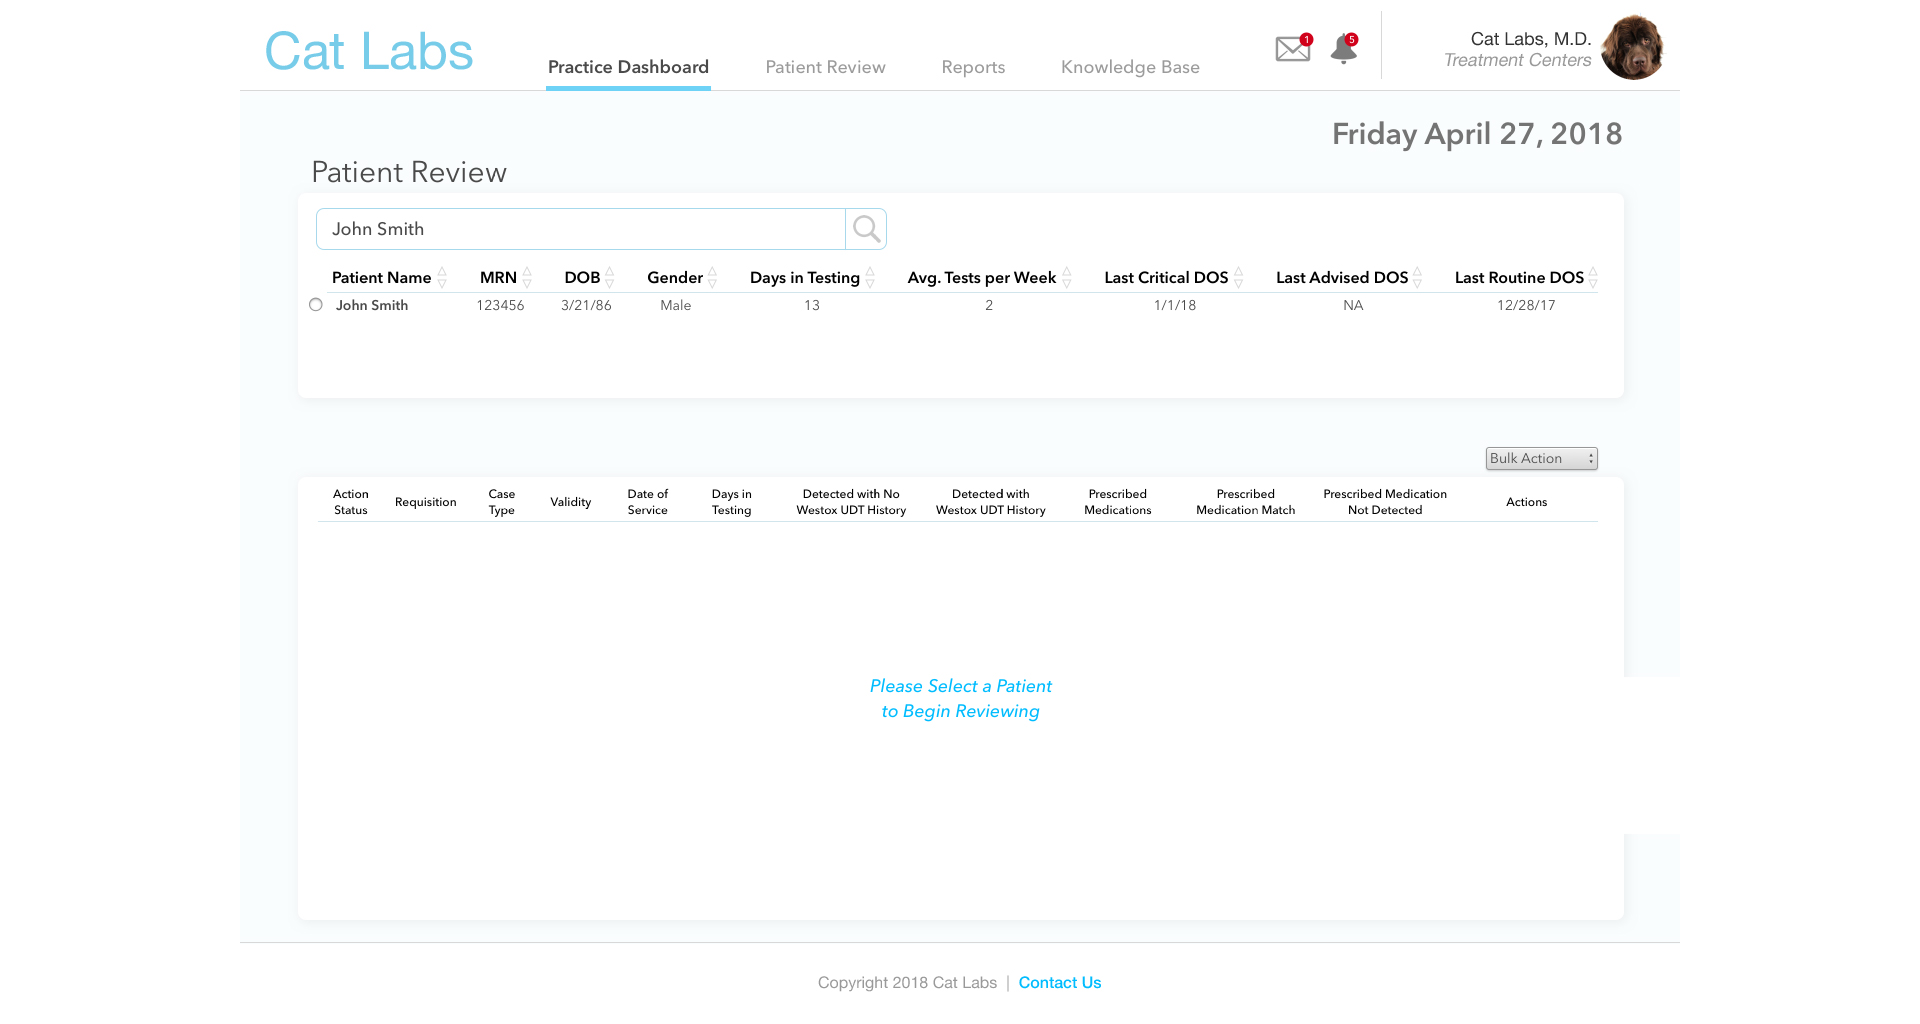 Cat Labs
Practice Dashboard
Patient Review
Reports
Knowledge Base
1
5
Cat Labs, M.D.
Treatment Centers
Friday April 27, 2018
Patient Review
John Smith
Patient Name MRN DOB Gender Days in Testing Avg. Tests per Week Last Critical DOS Last Advised DOS Last Routine DOS
John Smith 123456 3/21/86 Male 13 2 1/1/18 NA 12/28/17
Bulk Action
Action
Status
Requisition
Case
Type
Validity
Date of
Service
Days in
Testing
Detected with No
Westox UDT History
Detected with
Westox UDT History
Prescribed
Medications
Prescribed
Medication Match
Prescribed Medication
Not Detected
Actions
Please Select a Patient
to Begin Reviewing
Copyright 2018 Cat Labs | Contact Us